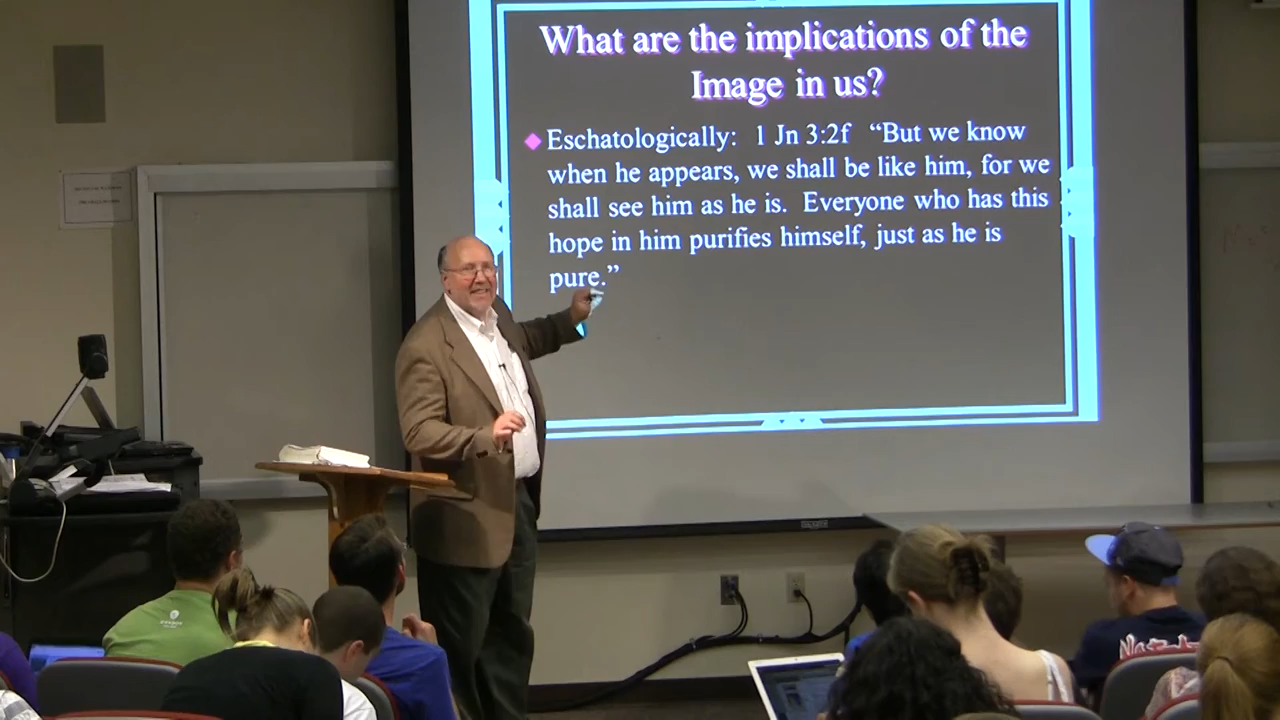 What are the implications of the
Image in us?
Eschatologically: 1 Jn 3:2f "But we know
when he appears, we shall be like him, for we
shall see him as he is. Everyone who has this
hope in him purifies himself, just as he is
pure."